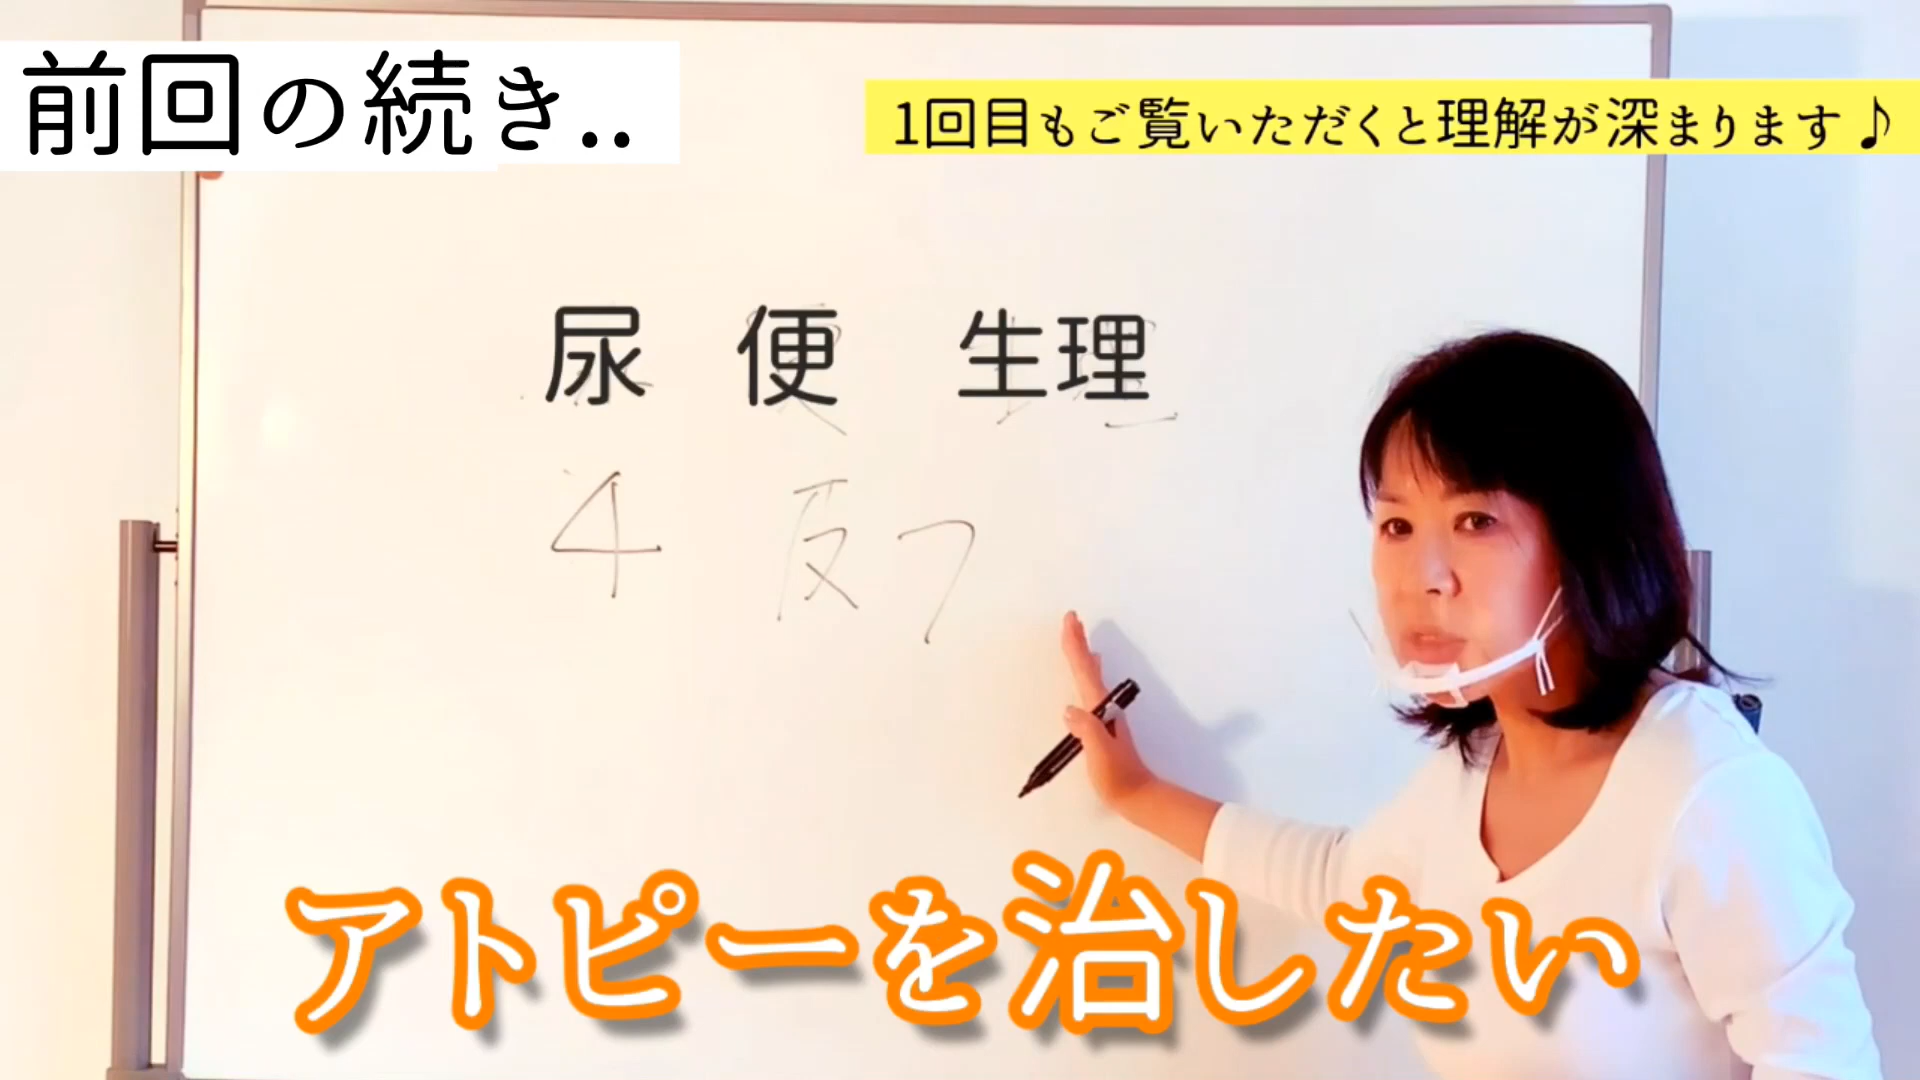 前回の続き..
1回目もご覧いただくと理解が深まります♪
尿 便 生理
4 反つ
アトピーを治したい